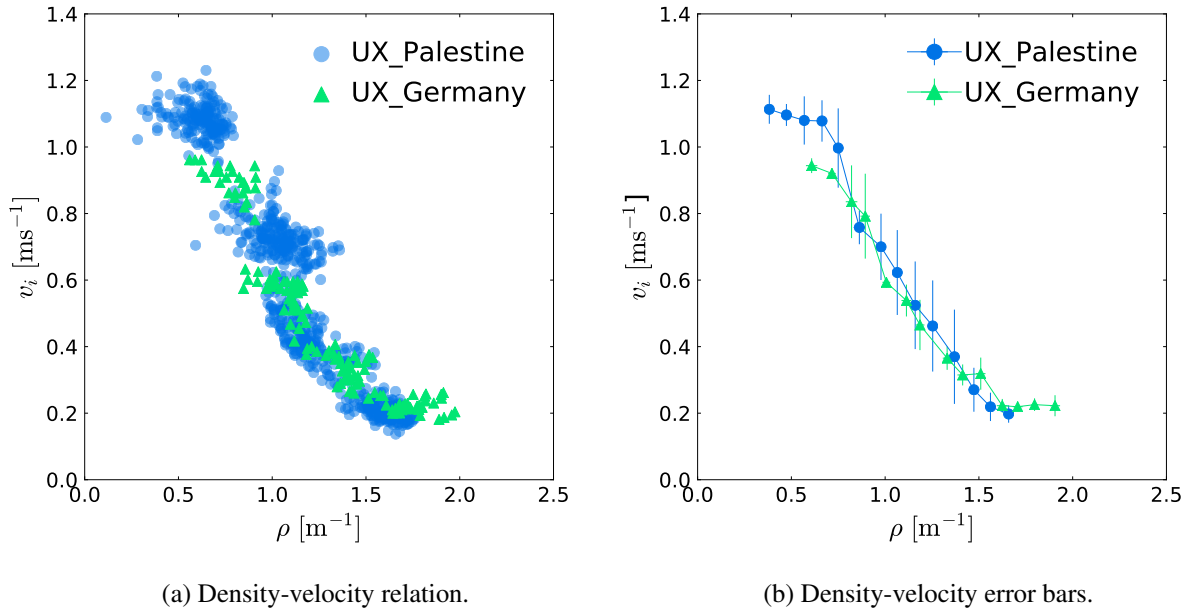 1.4
1.2
1.0
0.8
0.6
0.4
0.2
0.0
v_i [ms⁻¹]
UX_Palestine
UX_Germany
0.0 0.5 1.0 1.5 2.0 2.5
ρ [m⁻¹]
(a) Density-velocity relation.
1.4
1.2
1.0
0.8
0.6
0.4
0.2
0.0
v_i [ms⁻¹]
UX_Palestine
UX_Germany
0.0 0.5 1.0 1.5 2.0 2.5
ρ [m⁻¹]
(b) Density-velocity error bars.